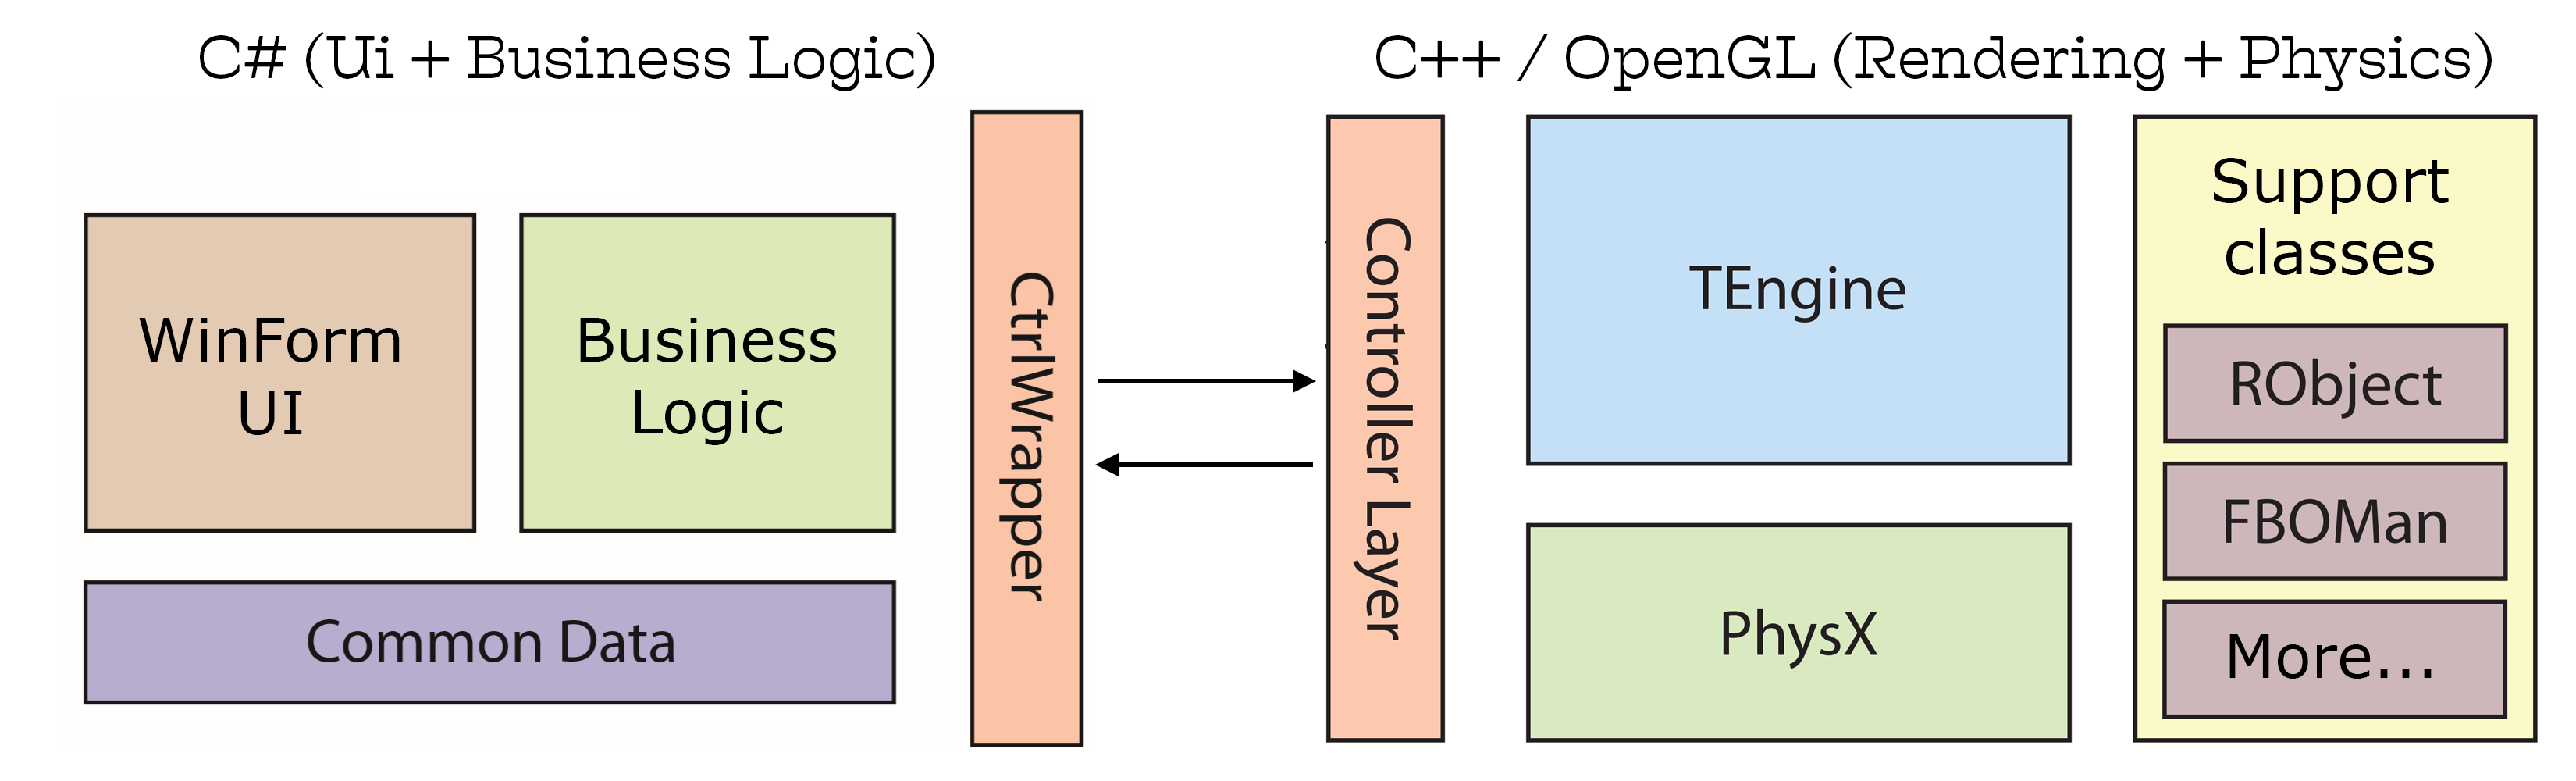 C# (Ui + Business Logic)
C++ / OpenGL (Rendering + Physics)
WinForm
UI
Business
Logic
Common Data
CtrlWrapper
Controller Layer
TEngine
PhysX
Support
classes
RObject
FBOMan
More...